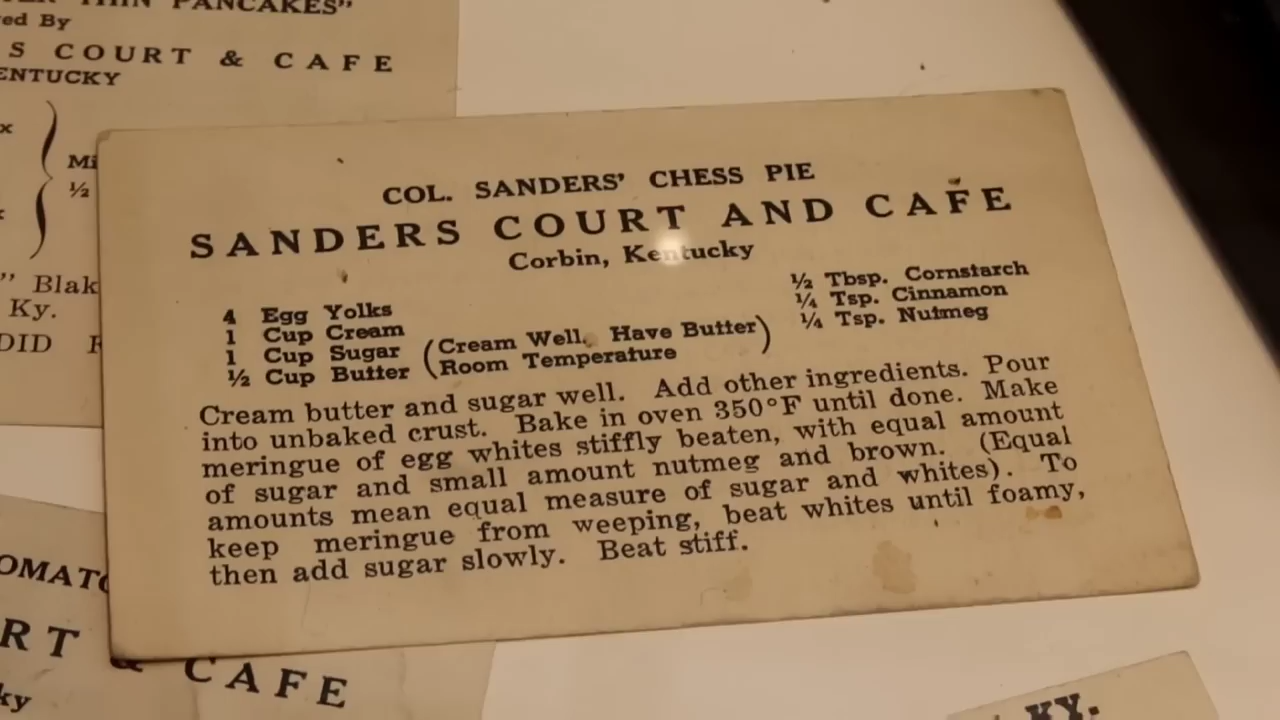 THIN PANCAKES"
ed By
S COURT & CAFE
ENTUCKY
x
Mi
½
" Blak
Ky.
DID F
COL. SANDERS' CHESS PIE
SANDERS COURT AND CAFE
Corbin, Kentucky
4 Egg Yolks
1 Cup Cream
1 Cup Sugar
½ Cup Butter
(Cream Well. Have Butter)
(Room Temperature
½ Tbsp. Cornstarch
¼ Tsp. Cinnamon
¼ Tsp. Nutmeg
Cream butter and sugar well. Add other ingredients. Pour
into unbaked crust. Bake in oven 350°F until done. Make
meringue of egg whites stiffly beaten, with equal amount
of sugar and small amount nutmeg and brown. (Equal
amounts mean equal measure of sugar and whites). To
keep meringue from weeping, beat whites until foamy,
then add sugar slowly. Beat stiff.
OMATO
RT & CAFE
ky
KY.